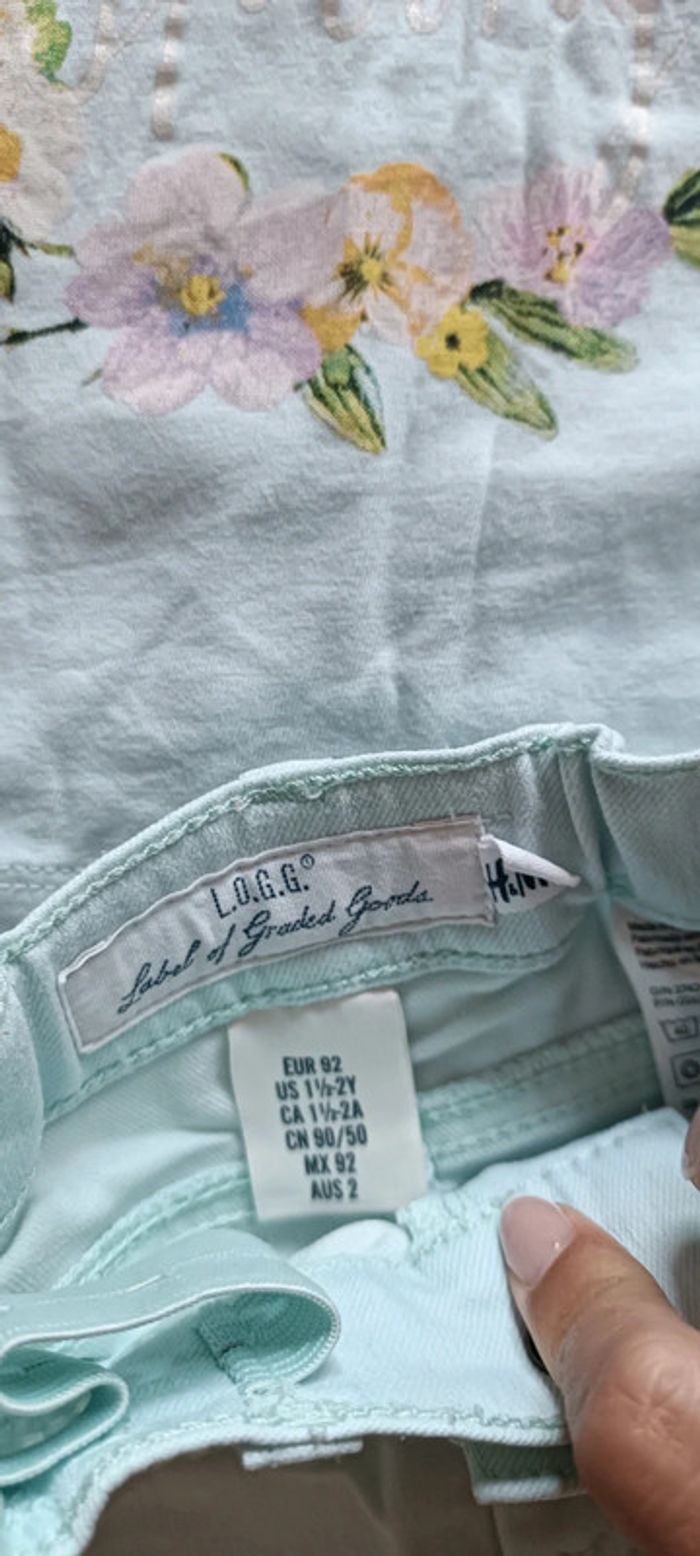 L.O.G.G.®
Label of Graded Goods
EUR 92
US 1½-2Y
CA 1½-2A
CN 90/50
MX 92
AUS 2